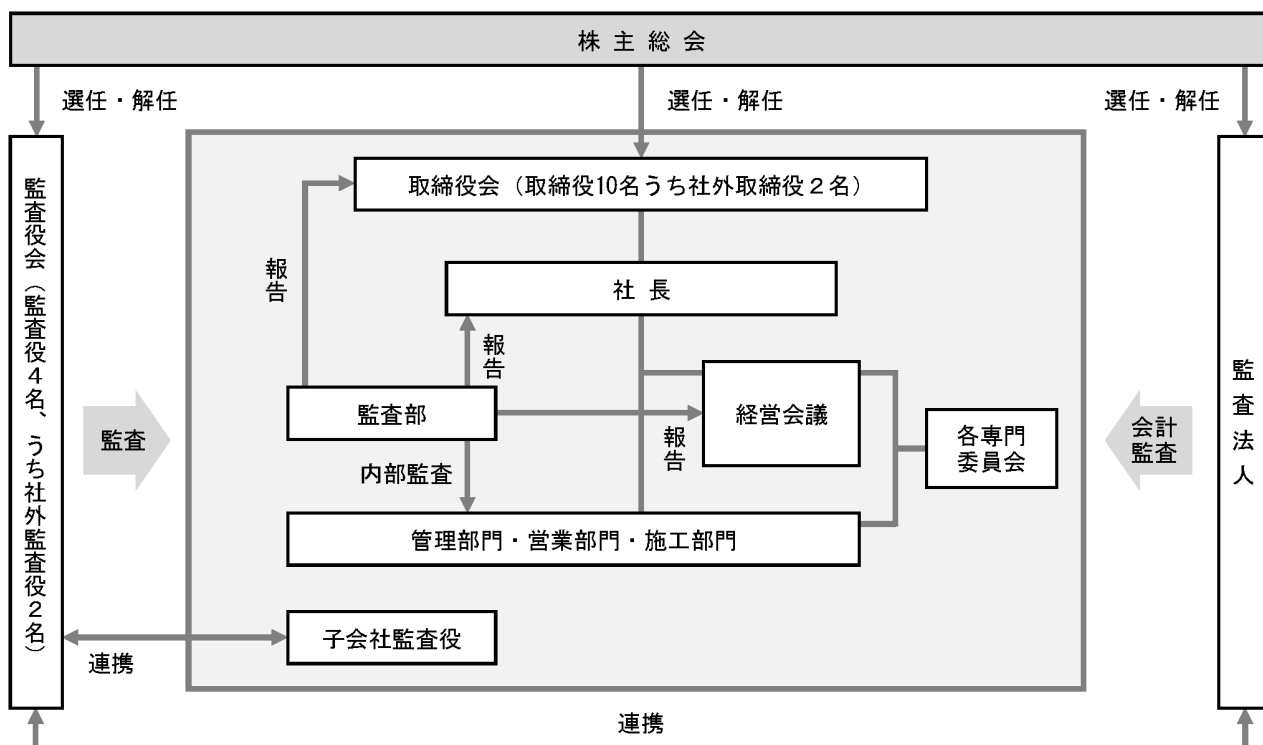 株主総会
選任・解任
選任・解任
選任・解任
監査役会（監査役４名、うち社外監査役２名）
取締役会（取締役10名うち社外取締役２名）
報告
社長
報告
監査部
経営会議
報告
各専門
委員会
監査
会計
監査
監査法人
内部監査
管理部門・営業部門・施工部門
子会社監査役
連携
連携